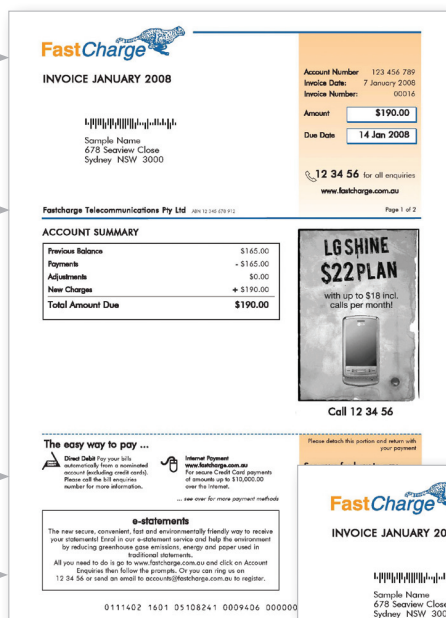 FastCharge
INVOICE JANUARY 2008
Account Number 123 456 789
Invoice Date: 7 January 2008
Invoice Number: 00016
Amount $190.00
Due Date 14 Jan 2008
Sample Name
678 Seaview Close
Sydney NSW 3000
12 34 56 for all enquiries
www.fastcharge.com.au
Fastcharge Telecommunications Pty Ltd ABN 12 345 678 912
Page 1 of 2
ACCOUNT SUMMARY
Previous Balance $165.00
Payments - $165.00
Adjustments $0.00
New Charges + $190.00
Total Amount Due $190.00
LG SHINE
$22 PLAN
with up to $18 incl.
calls per month!
Call 12 34 56
The easy way to pay ...
Direct Debit Pay your bills
automatically from a nominated
account (excluding credit cards).
Please call the bill enquiries
number for more information.
Internet Payment
www.fastcharge.com.au
For secure Credit Card payments
of amounts up to $10,000.00
over the Internet.
... see over for more payment methods
Please detach this portion and return with
your payment
e-statements
The new secure, convenient, fast and environmentally friendly way to receive
your statements! Enrol in our e-statement service and help the environment
by reducing greenhouse gase emissions, energy and paper used in
traditional statements.
All you need to do is go to www.fastcharge.com.au and click on Account
Enquiries then follow the prompts. Or you can ring us on
12 34 56 or send an email to accounts@fastcharge.com.au to register.
0111402 1601 05108241 0009406 000000
FastCharge
INVOICE JANUARY 20
Sample Name
678 Seaview Close
Sydney NSW 300